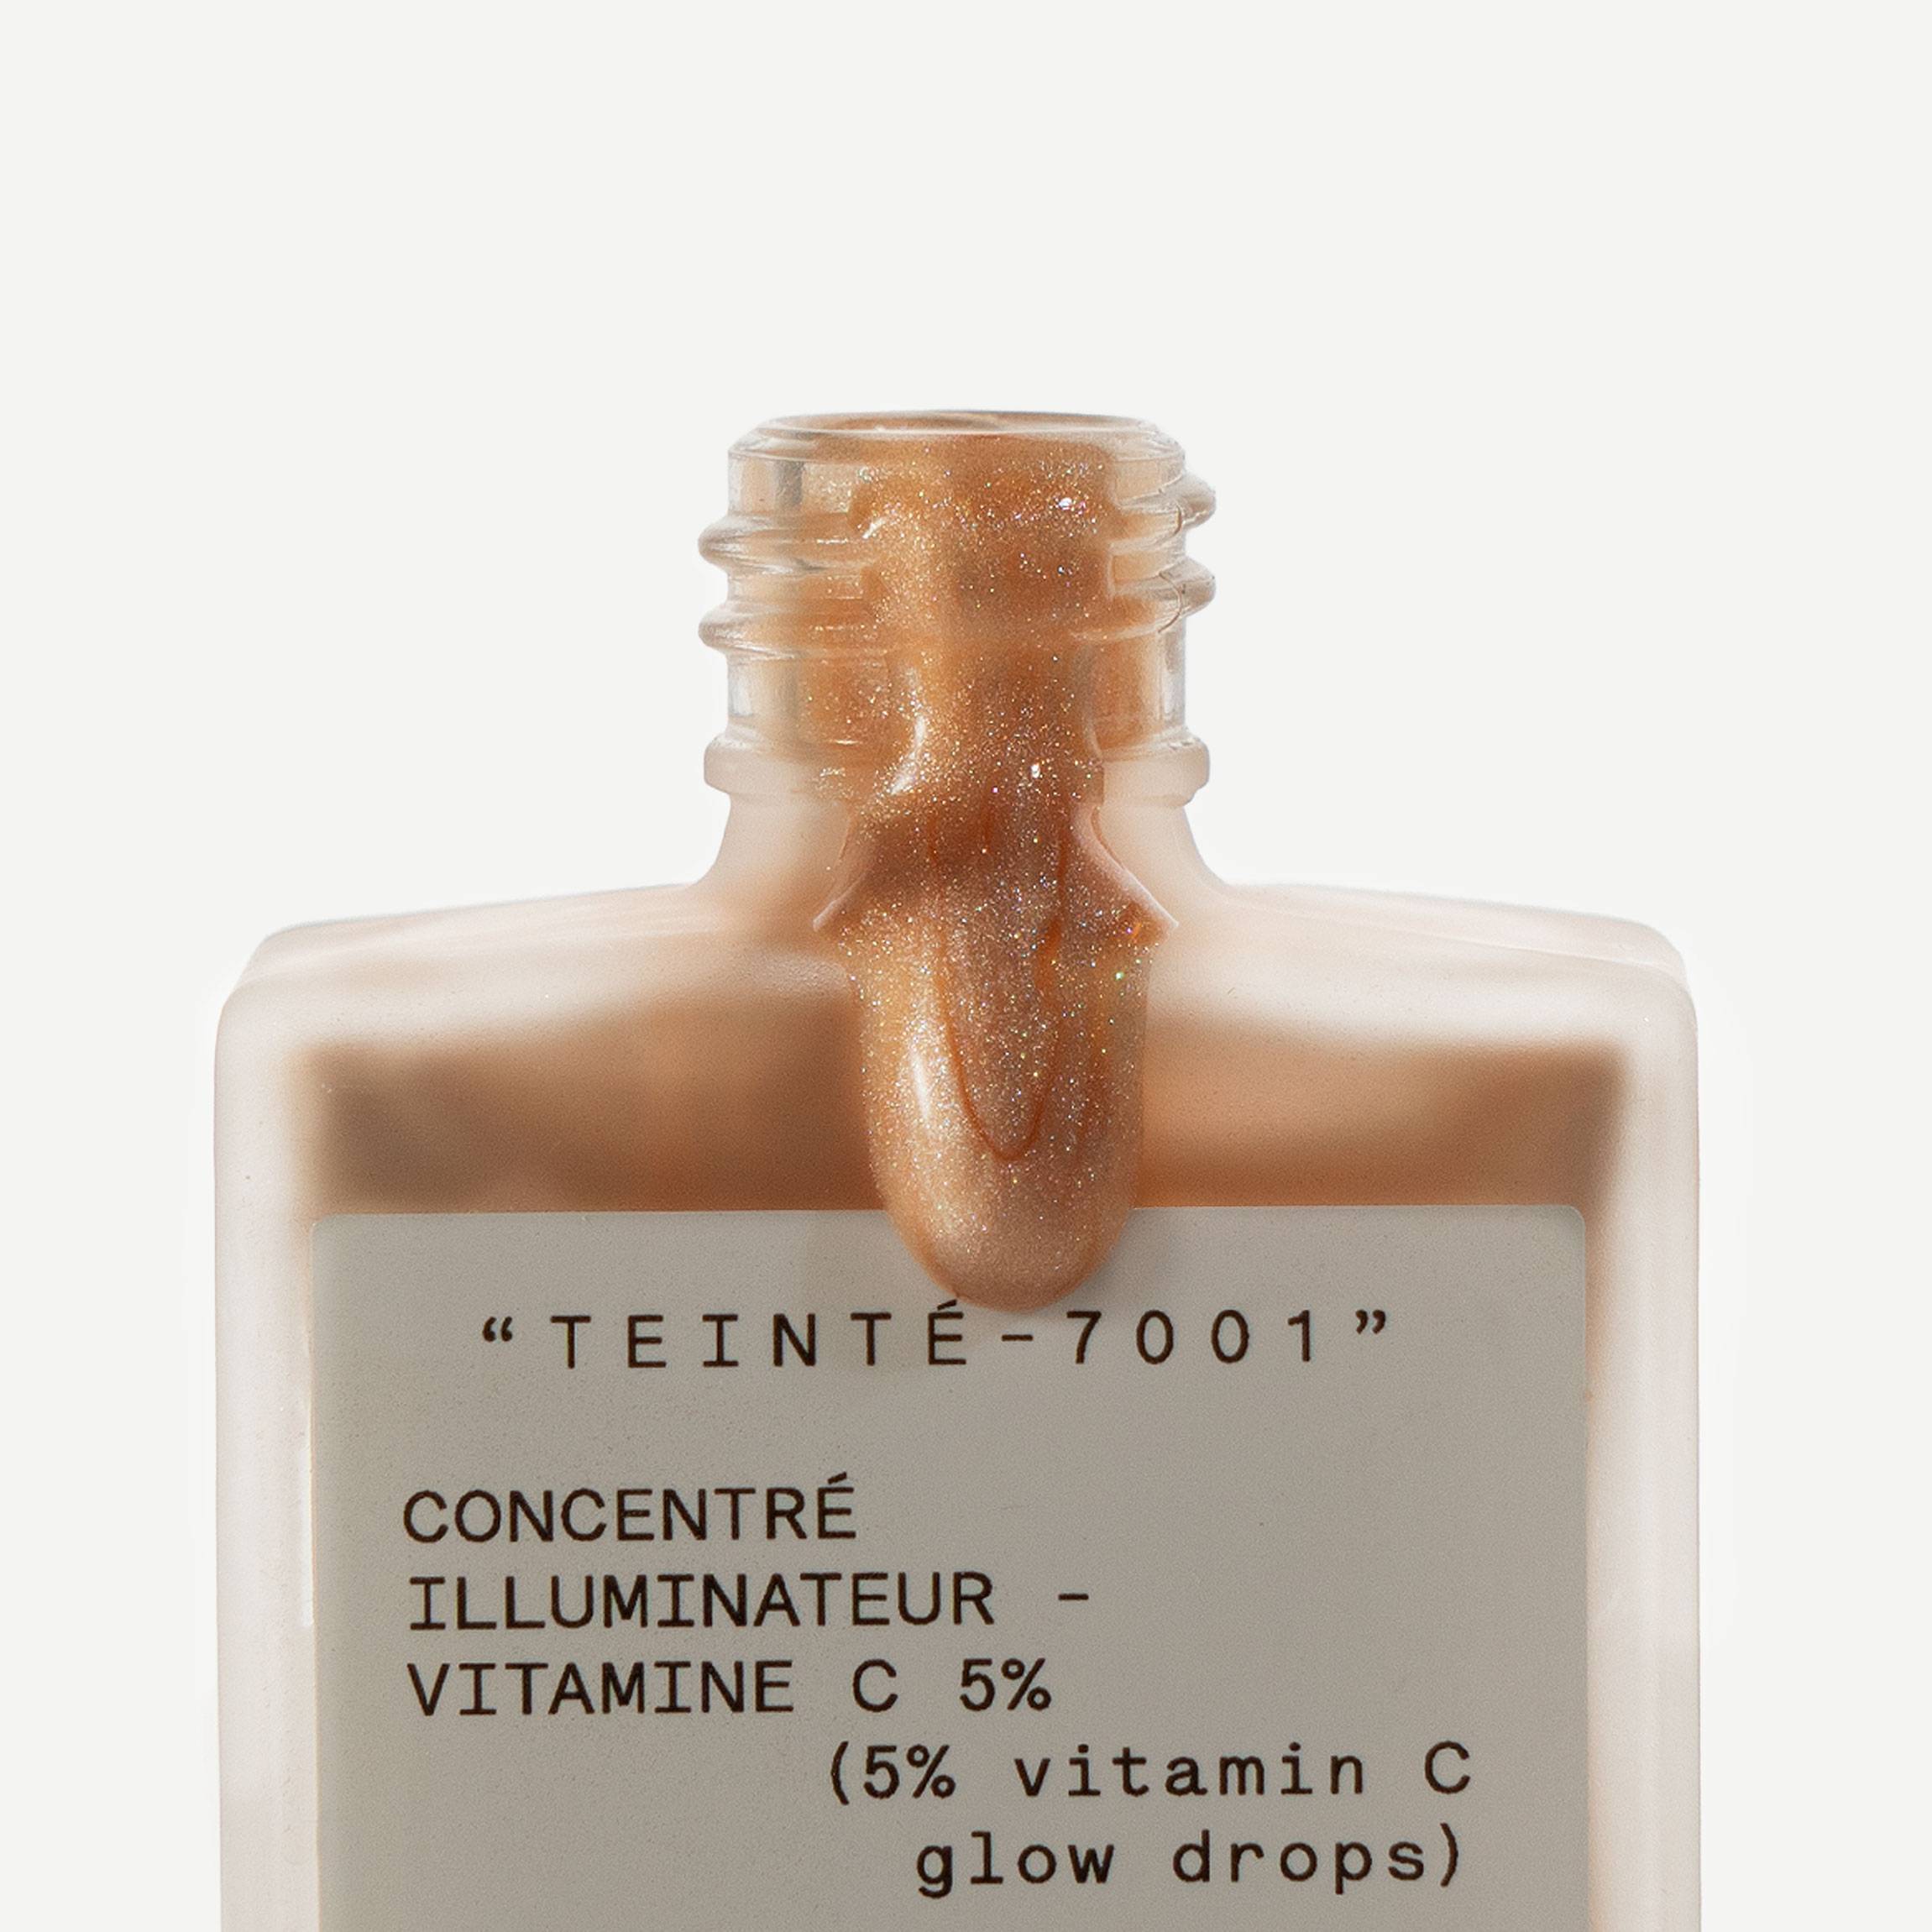 “TEINTÉ-7001”
CONCENTRÉ
ILLUMINATEUR -
VITAMINE C 5%
(5% vitamin C
glow drops)